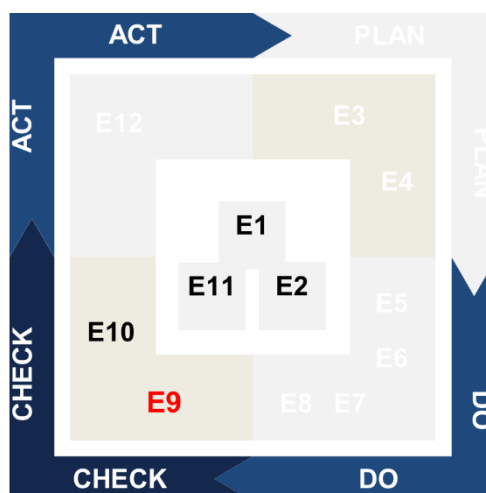 ACT
PLAN
ACT
PLAN
E12
E3
E4
E1
E11
E2
E10
E5
E6
E9
E8
E7
CHECK
DO
CHECK
DO